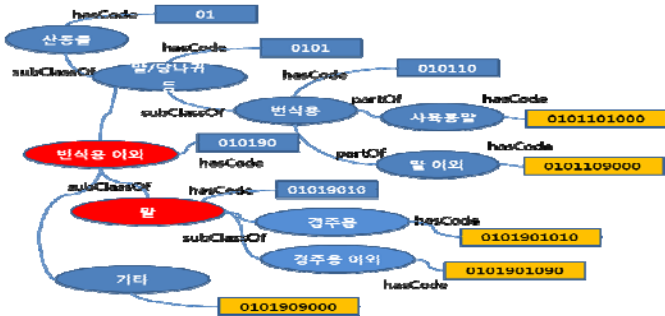 hasCode
01
산동물
hasCode
0101
subClassOf
말/당나귀
등
hasCode
010110
subClassOf
번식용
partOf
사육통말
hasCode
0101101000
번식용 이외
010190
hasCode
partOf
말 이외
hasCode
0101109000
subClassOf
hasCode
01019010
말
subClassOf
경주용
hasCode
0101901010
경주용 이외
0101901090
hasCode
기타
0101909000